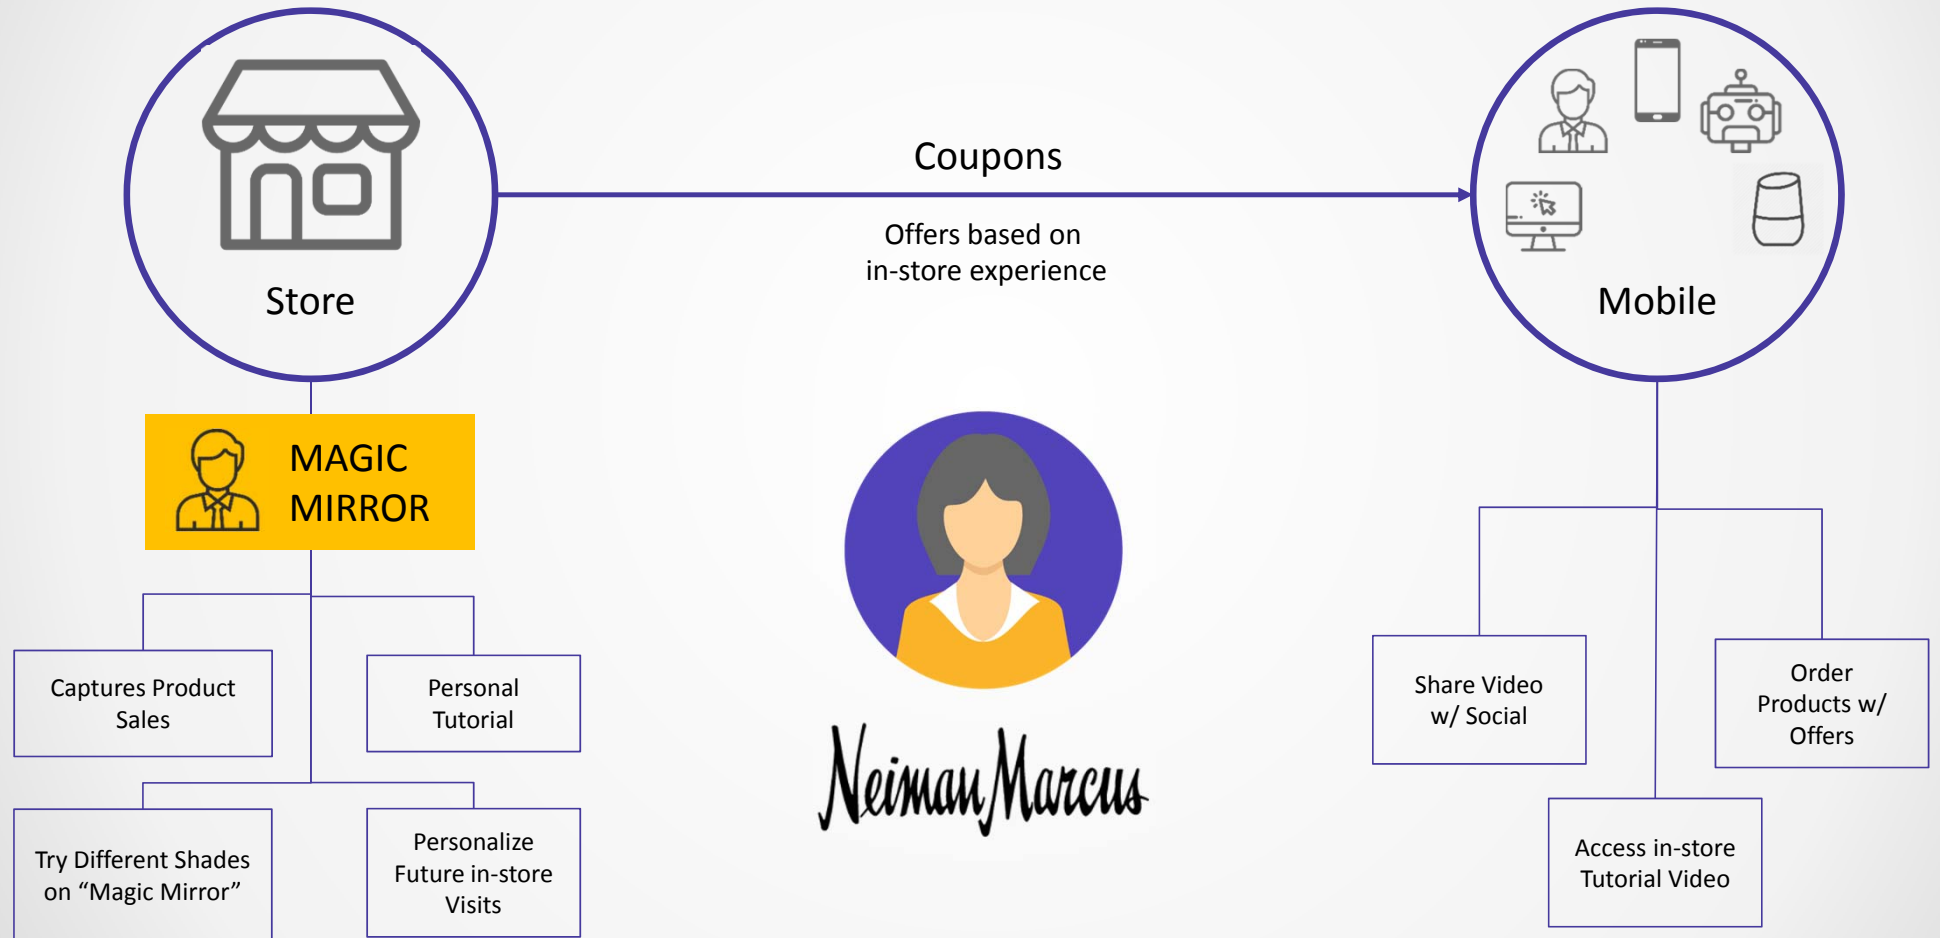 Store
Coupons
Offers based on
in-store experience
Mobile
MAGIC
MIRROR
Captures Product
Sales
Personal
Tutorial
Try Different Shades
on “Magic Mirror”
Personalize
Future in-store
Visits
Neiman Marcus
Share Video
w/ Social
Order
Products w/
Offers
Access in-store
Tutorial Video